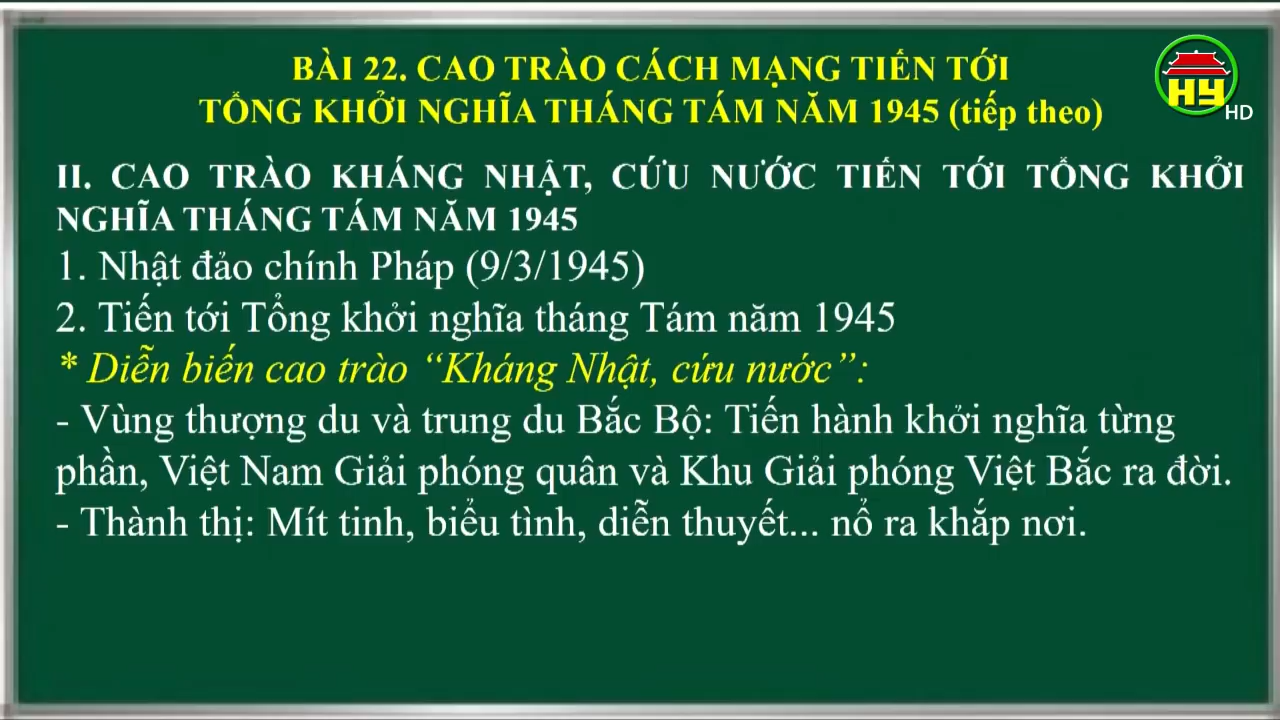 BÀI 22. CAO TRÀO CÁCH MẠNG TIẾN TỚI
TỔNG KHỞI NGHĨA THÁNG TÁM NĂM 1945 (tiếp theo)
HY
HD
II. CAO TRÀO KHÁNG NHẬT, CỨU NƯỚC TIẾN TỚI TỔNG KHỞI
NGHĨA THÁNG TÁM NĂM 1945
1. Nhật đảo chính Pháp (9/3/1945)
2. Tiến tới Tổng khởi nghĩa tháng Tám năm 1945
* Diễn biến cao trào “Kháng Nhật, cứu nước”:
- Vùng thượng du và trung du Bắc Bộ: Tiến hành khởi nghĩa từng
phần, Việt Nam Giải phóng quân và Khu Giải phóng Việt Bắc ra đời.
- Thành thị: Mít tinh, biểu tình, diễn thuyết... nổ ra khắp nơi.